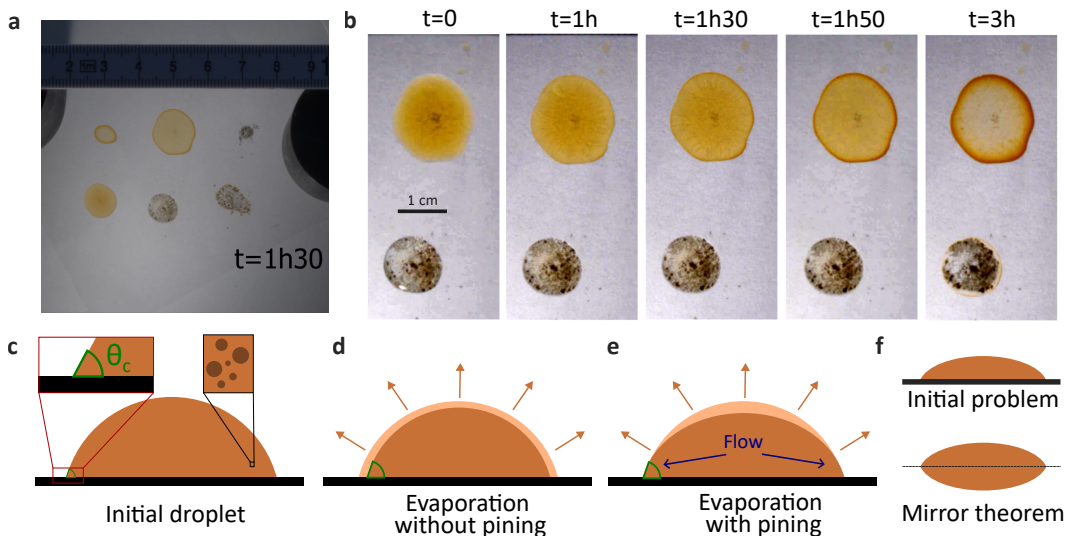 a
2 3 4 5 6 7 8 9
t=1h30
b
t=0 t=1h t=1h30 t=1h50 t=3h
1 cm
c
θc
Initial droplet
d
Evaporation
without pining
e
Flow
Evaporation
with pining
f
Initial problem
Mirror theorem